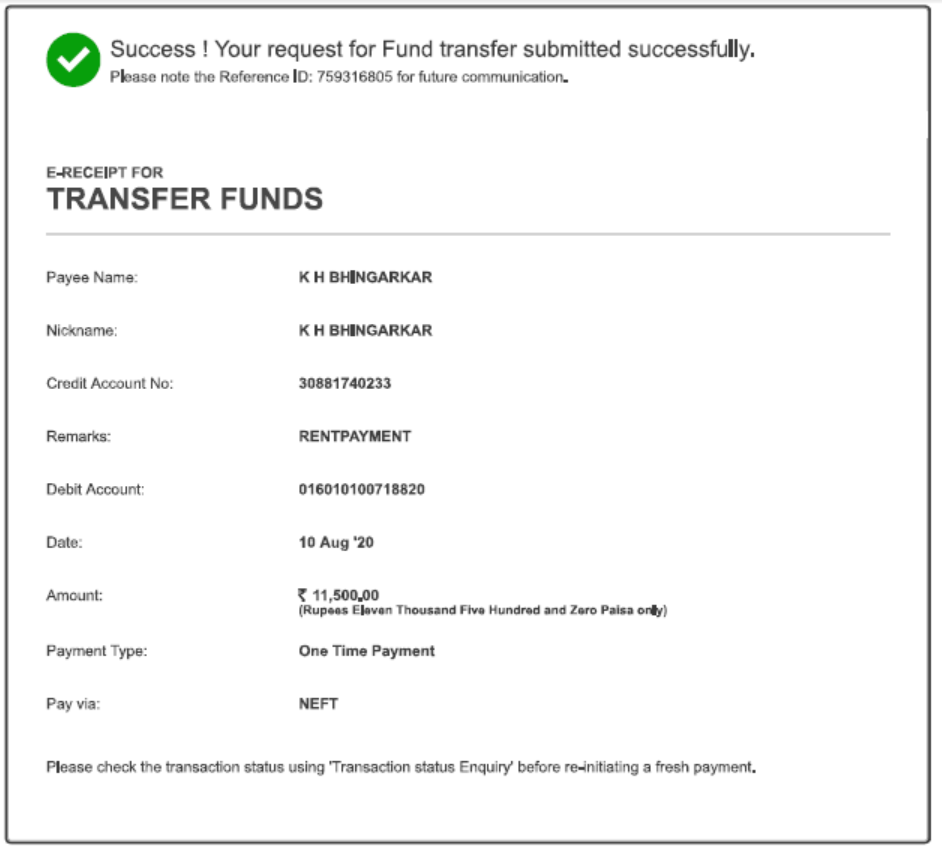 Success ! Your request for Fund transfer submitted successfully.
Please note the Reference ID: 759316805 for future communication.
E-RECEIPT FOR
TRANSFER FUNDS
Payee Name: K H BHINGARKAR
Nickname: K H BHINGARKAR
Credit Account No: 30881740233
Remarks: RENTPAYMENT
Debit Account: 016010100718820
Date: 10 Aug '20
Amount: ₹ 11,500.00
(Rupees Eleven Thousand Five Hundred and Zero Paisa only)
Payment Type: One Time Payment
Pay via: NEFT
Please check the transaction status using 'Transaction status Enquiry' before re-initiating a fresh payment.